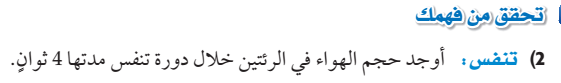 تحقق من فهمك
(2 تنفس: أوجد حجم الهواء في الرئتين خلال دورة تنفس مدتها 4 ثوانٍ.